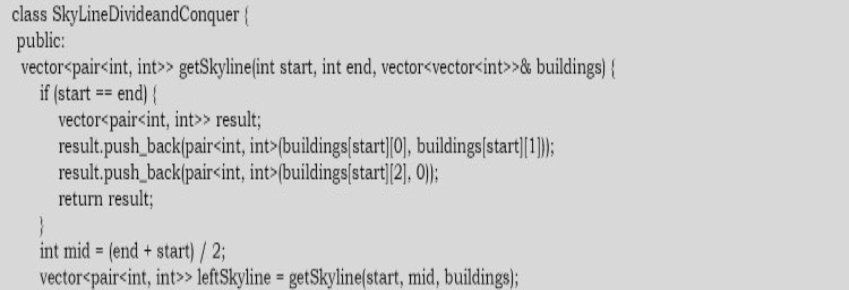 class SkyLineDivideandConquer {
public:
vector<pair<int, int>> getSkyline(int start, int end, vector<vector<int>>& buildings) {
if (start == end) {
vector<pair<int, int>> result;
result.push_back(pair<int, int>(buildings[start][0], buildings[start][1]));
result.push_back(pair<int, int>(buildings[start][2], 0));
return result;
}
int mid = (end + start) / 2;
vector<pair<int, int>> leftSkyline = getSkyline(start, mid, buildings);